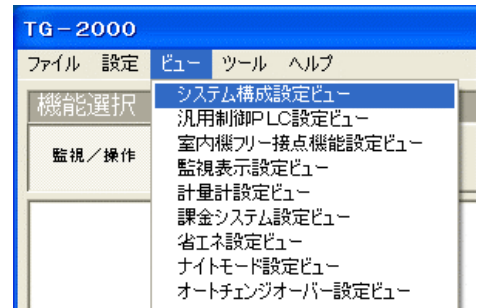 TG－2000
ファイル 設定 ビュー ツール ヘルプ
機能選択
監視／操作
システム構成設定ビュー
汎用制御PLC設定ビュー
室内機フリー接点機能設定ビュー
監視表示設定ビュー
計量計設定ビュー
課金システム設定ビュー
省エネ設定ビュー
ナイトモード設定ビュー
オートチェンジオーバー設定ビュー